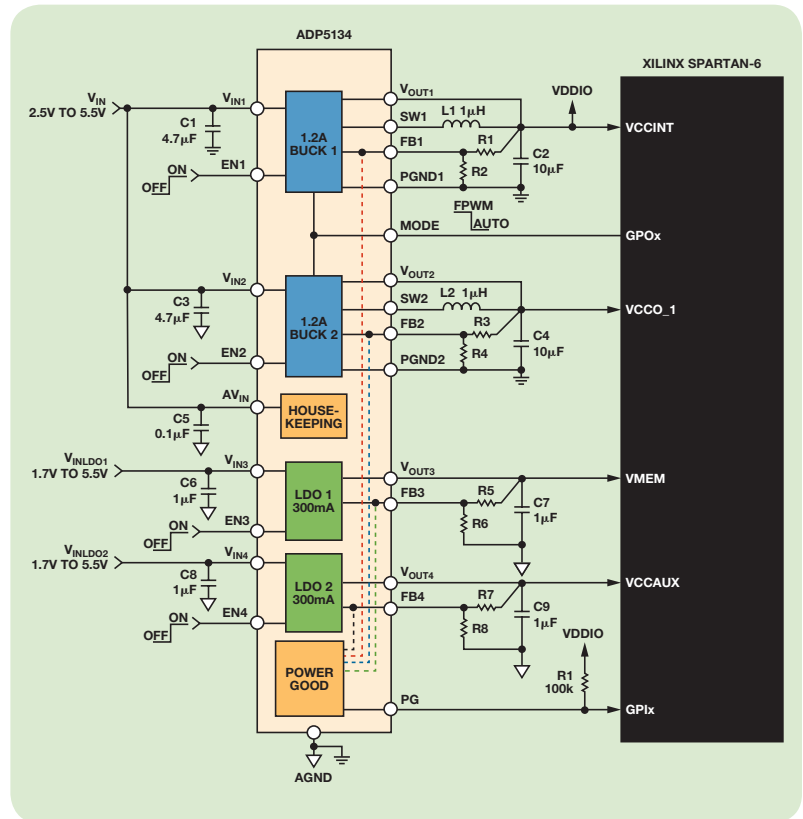 ADP5134
XILINX SPARTAN-6
VIN
2.5V TO 5.5V
C1
4.7µF
VIN1
ON
OFF
EN1
1.2A
BUCK 1
VOUT1
SW1
L1 1µH
FB1
R1
R2
PGND1
C2
10µF
VDDIO
VCCINT
FPWM
AUTO
MODE
GPOx
VIN2
C3
4.7µF
ON
OFF
EN2
1.2A
BUCK 2
VOUT2
SW2
L2 1µH
FB2
R3
R4
PGND2
C4
10µF
VCCO_1
AVIN
C5
0.1µF
HOUSE-
KEEPING
VINLDO1
1.7V TO 5.5V
C6
1µF
VIN3
ON
OFF
EN3
LDO 1
300mA
VOUT3
FB3
R5
R6
C7
1µF
VMEM
VINLDO2
1.7V TO 5.5V
C8
1µF
VIN4
ON
OFF
EN4
LDO 2
300mA
VOUT4
FB4
R7
R8
C9
1µF
VCCAUX
VDDIO
R1
100k
POWER
GOOD
PG
GPIx
AGND